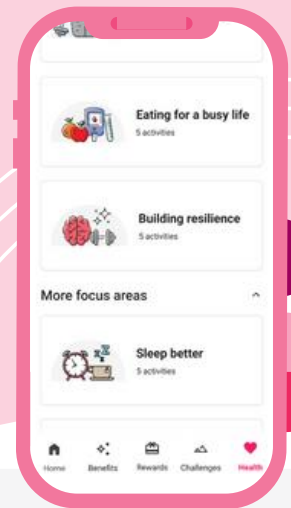 Eating for a busy life
5 activities
Building resilience
5 activities
More focus areas
Sleep better
5 activities
Home Benefits Rewards Challenges Health